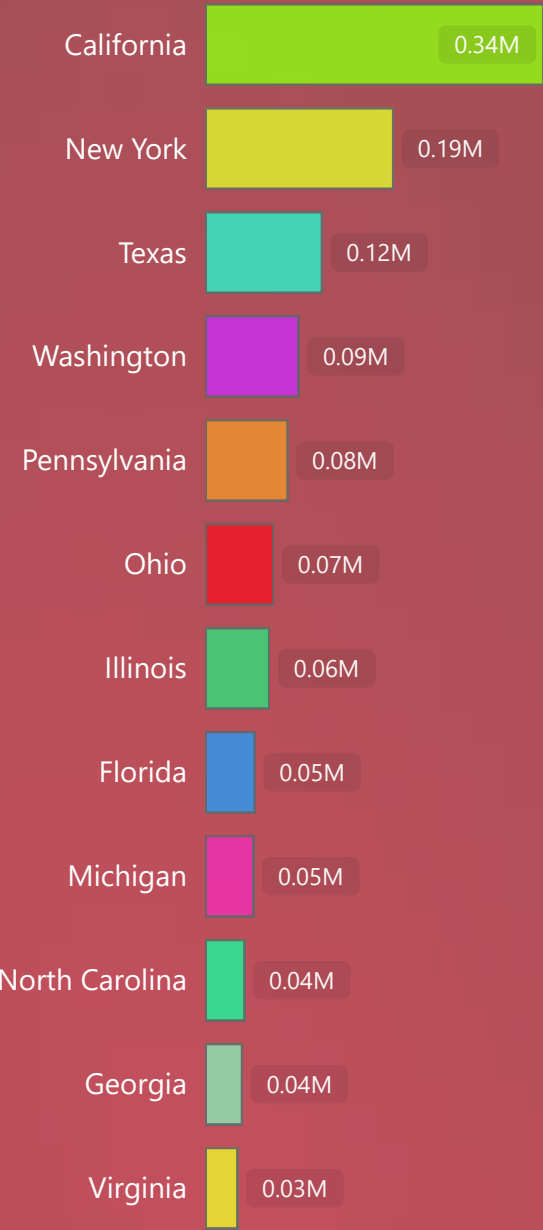 California 0.34M
New York 0.19M
Texas 0.12M
Washington 0.09M
Pennsylvania 0.08M
Ohio 0.07M
Illinois 0.06M
Florida 0.05M
Michigan 0.05M
North Carolina 0.04M
Georgia 0.04M
Virginia 0.03M